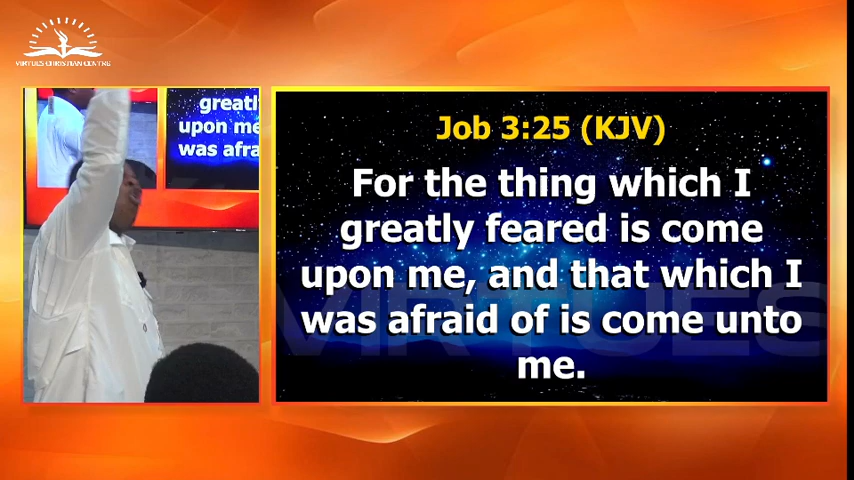 VIRTUES CHRISTIAN CENTRE
greatl
upon me
was afra
Job 3:25 (KJV)
For the thing which I
greatly feared is come
upon me, and that which I
was afraid of is come unto
me.
VIRTUES